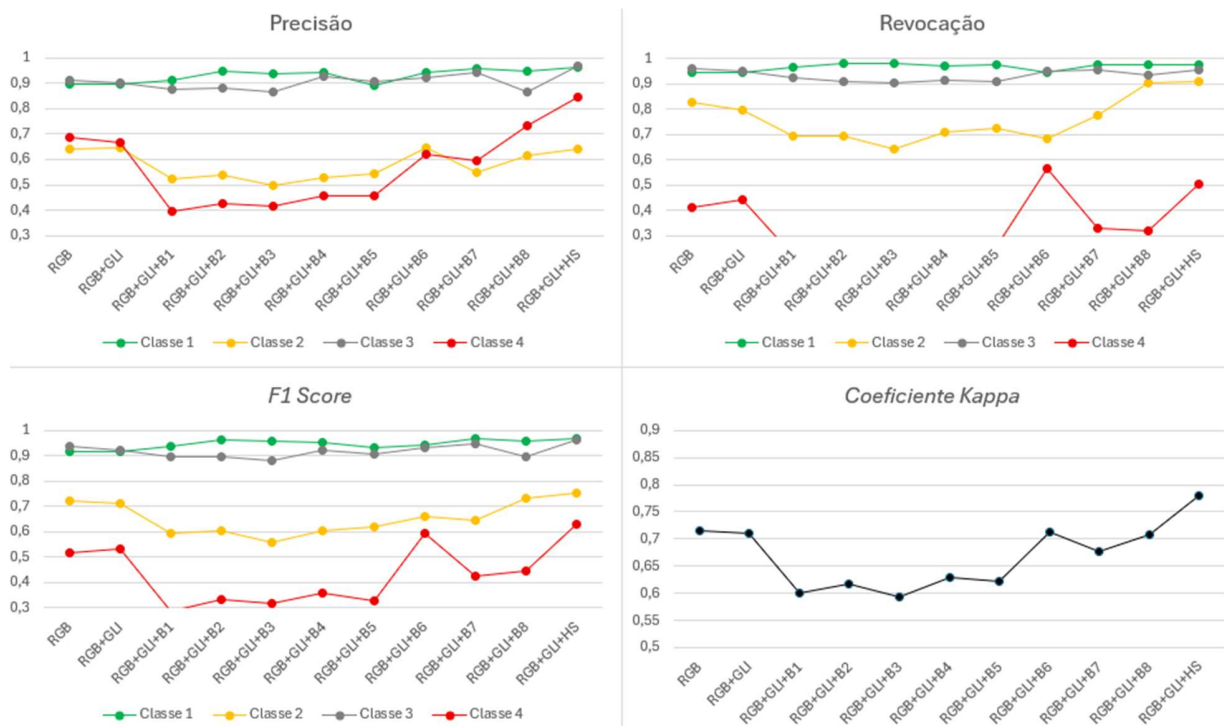 Precisão
1
0,9
0,8
0,7
0,6
0,5
0,4
0,3
RGB
RGB+GLI
RGB+GLI+B1
RGB+GLI+B2
RGB+GLI+B3
RGB+GLI+B4
RGB+GLI+B5
RGB+GLI+B6
RGB+GLI+B7
RGB+GLI+B8
RGB+GLI+HS
Classe 1 Classe 2 Classe 3 Classe 4
Revocação
1
0,9
0,8
0,7
0,6
0,5
0,4
0,3
RGB
RGB+GLI
RGB+GLI+B1
RGB+GLI+B2
RGB+GLI+B3
RGB+GLI+B4
RGB+GLI+B5
RGB+GLI+B6
RGB+GLI+B7
RGB+GLI+B8
RGB+GLI+HS
Classe 1 Classe 2 Classe 3 Classe 4
F1 Score
1
0,9
0,8
0,7
0,6
0,5
0,4
0,3
RGB
RGB+GLI
RGB+GLI+B1
RGB+GLI+B2
RGB+GLI+B3
RGB+GLI+B4
RGB+GLI+B5
RGB+GLI+B6
RGB+GLI+B7
RGB+GLI+B8
RGB+GLI+HS
Classe 1 Classe 2 Classe 3 Classe 4
Coeficiente Kappa
0,9
0,85
0,8
0,75
0,7
0,65
0,6
0,55
0,5
RGB
RGB+GLI
RGB+GLI+B1
RGB+GLI+B2
RGB+GLI+B3
RGB+GLI+B4
RGB+GLI+B5
RGB+GLI+B6
RGB+GLI+B7
RGB+GLI+B8
RGB+GLI+HS